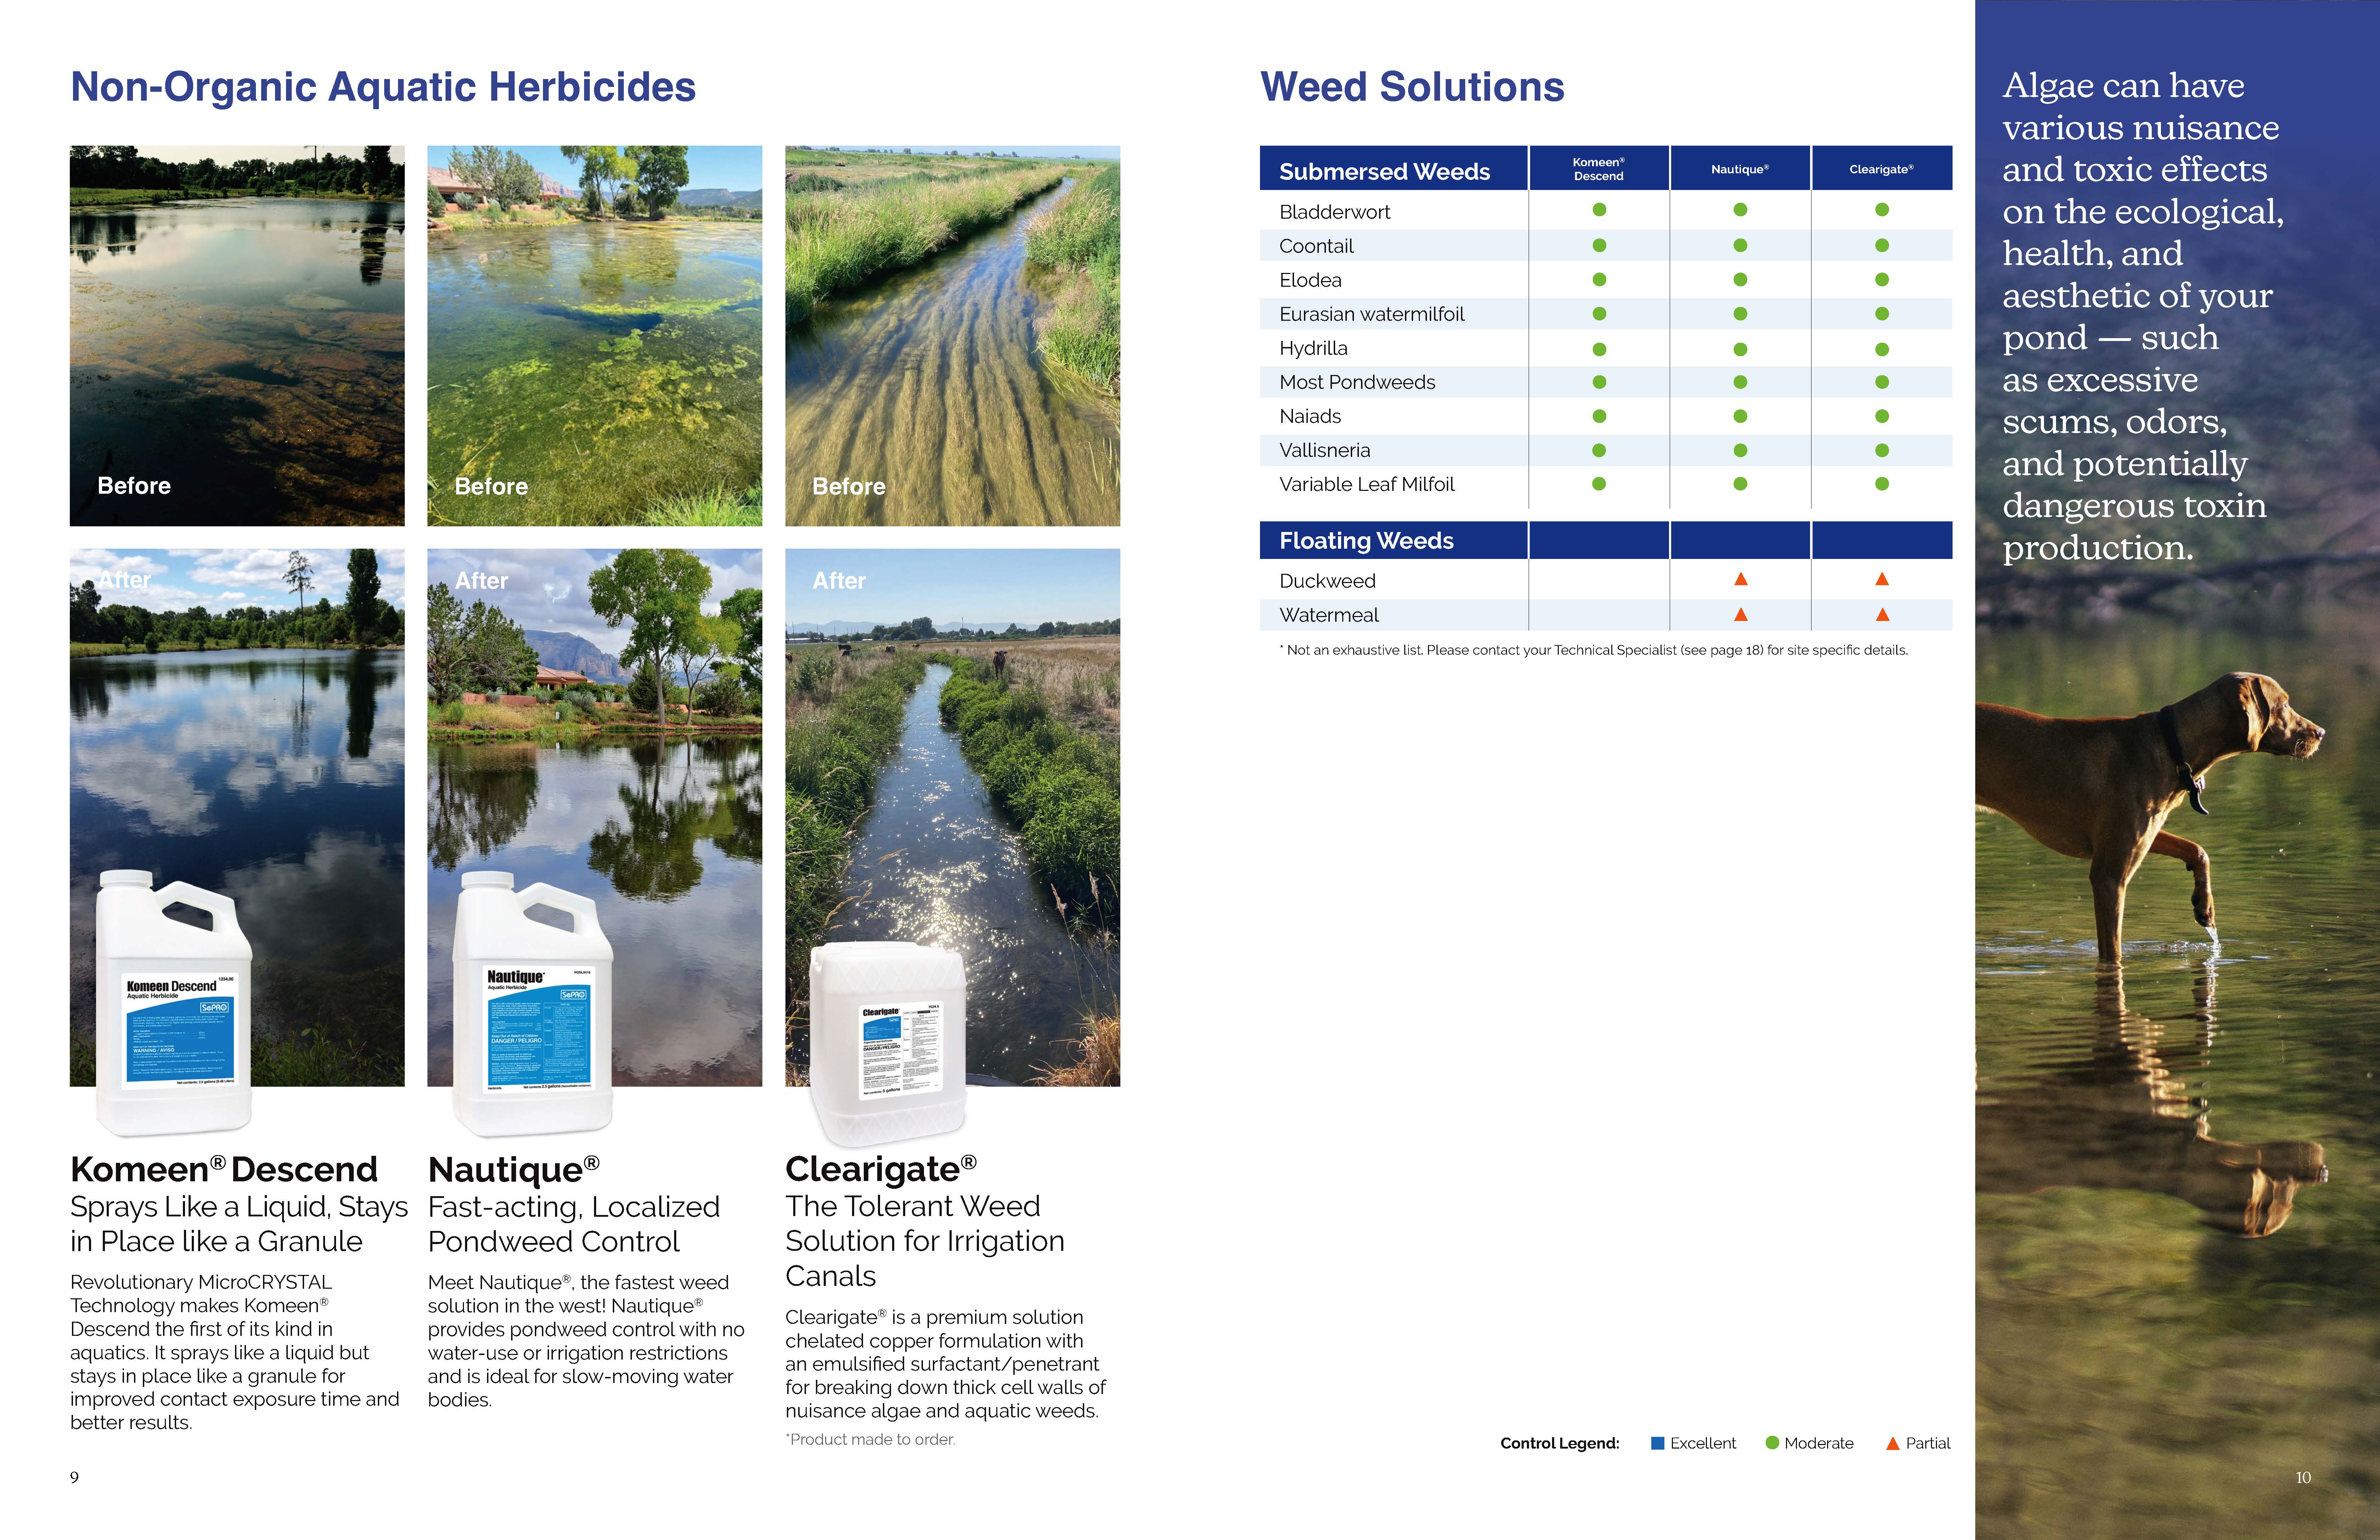 Non-Organic Aquatic Herbicides
Before
Before
Before
After
After
After
Komeen Descend
Aquatic Herbicide
SePRO
WARNING / AVISO
Nautique®
Aquatic Herbicide
SePRO
DANGER / PELIGRO
Clearigate®
DANGER / PELIGRO
Komeen® Descend
Sprays Like a Liquid, Stays
in Place like a Granule
Revolutionary MicroCRYSTAL
Technology makes Komeen®
Descend the first of its kind in
aquatics. It sprays like a liquid but
stays in place like a granule for
improved contact exposure time and
better results.
Nautique®
Fast-acting, Localized
Pondweed Control
Meet Nautique®, the fastest weed
solution in the west! Nautique®
provides pondweed control with no
water-use or irrigation restrictions
and is ideal for slow-moving water
bodies.
Clearigate®
The Tolerant Weed
Solution for Irrigation
Canals
Clearigate® is a premium solution
chelated copper formulation with
an emulsified surfactant/penetrant
for breaking down thick cell walls of
nuisance algae and aquatic weeds.
*Product made to order.
9
Weed Solutions
Submersed Weeds Komeen® Descend Nautique® Clearigate®
Bladderwort
Coontail
Elodea
Eurasian watermilfoil
Hydrilla
Most Pondweeds
Naiads
Vallisneria
Variable Leaf Milfoil
Floating Weeds
Duckweed
Watermeal
* Not an exhaustive list. Please contact your Technical Specialist (see page 18) for site specific details.
Control Legend: Excellent Moderate Partial
Algae can have
various nuisance
and toxic effects
on the ecological,
health, and
aesthetic of your
pond — such
as excessive
scums, odors,
and potentially
dangerous toxin
production.
10